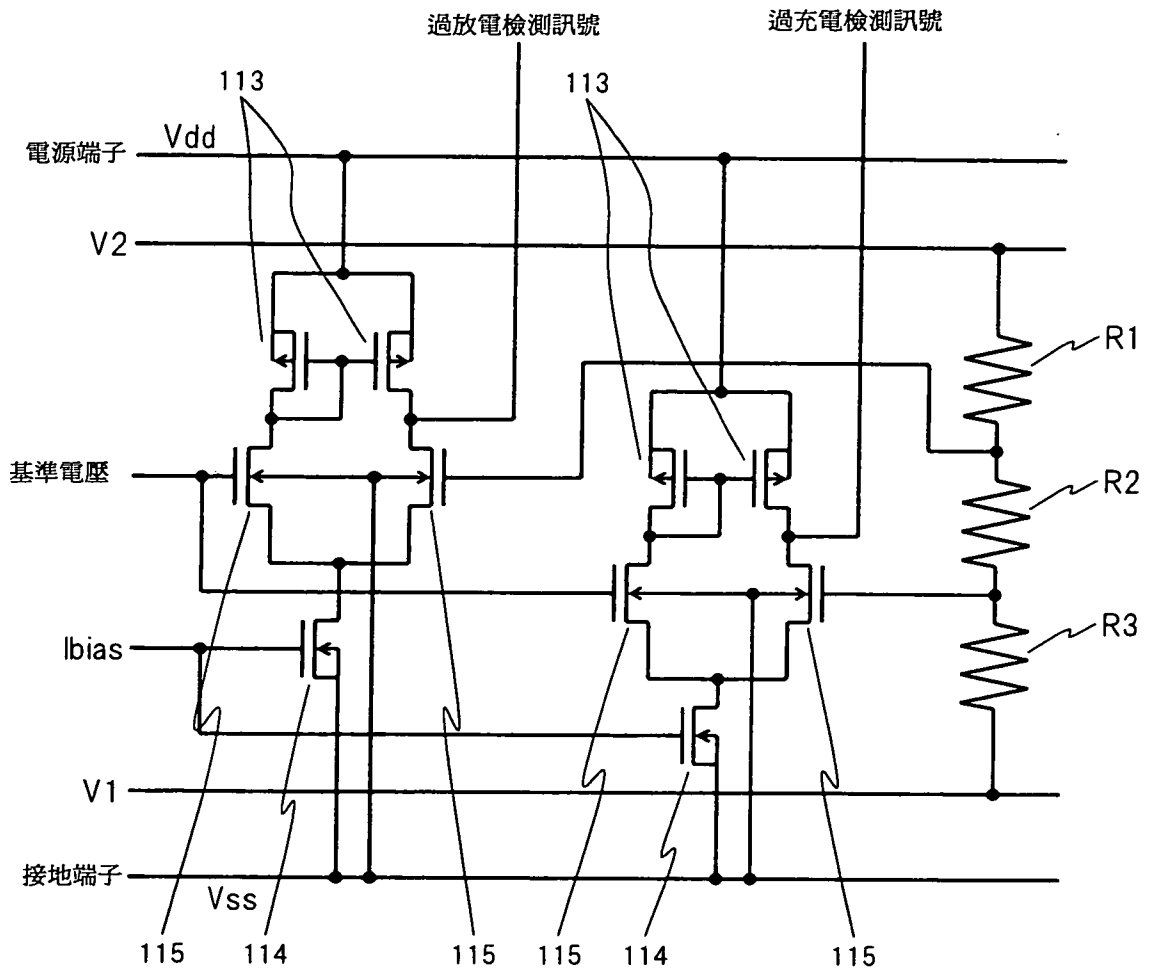 過放電檢測訊號
過充電檢測訊號
113
113
電源端子
Vdd
V2
R1
基準電壓
R2
Ibias
R3
V1
接地端子
Vss
115
114
115
115
114
115